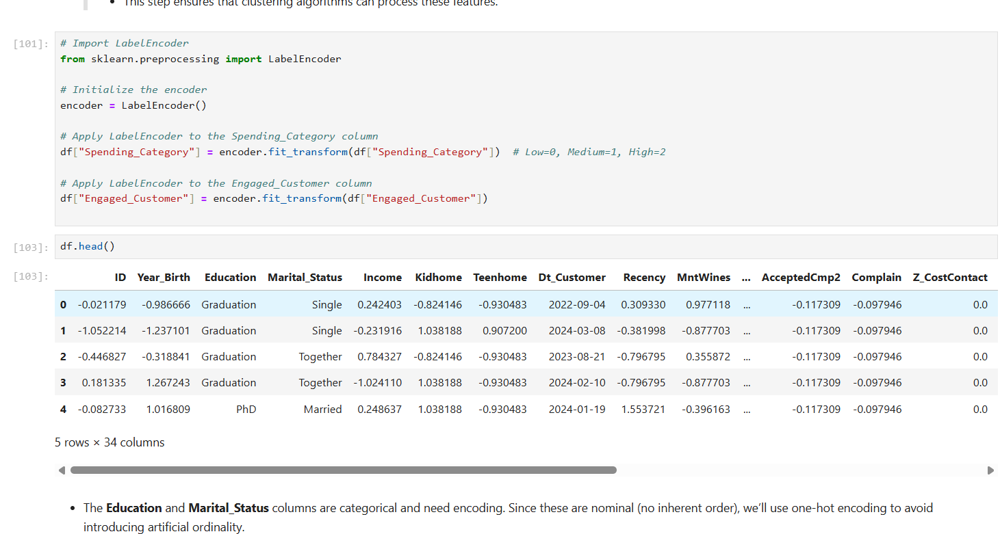 • This step ensures that clustering algorithms can process these features.
[101]:
# Import LabelEncoder
from sklearn.preprocessing import LabelEncoder
# Initialize the encoder
encoder = LabelEncoder()
# Apply LabelEncoder to the Spending_Category column
df["Spending_Category"] = encoder.fit_transform(df["Spending_Category"])  # Low=0, Medium=1, High=2
# Apply LabelEncoder to the Engaged_Customer column
df["Engaged_Customer"] = encoder.fit_transform(df["Engaged_Customer"])
[103]: df.head()
[103]: ID Year_Birth Education Marital_Status Income Kidhome Teenhome Dt_Customer Recency MntWines ... AcceptedCmp2 Complain Z_CostContact
0 -0.021179 -0.986666 Graduation Single 0.242403 -0.824146 -0.930483 2022-09-04 0.309330 0.977118 ... -0.117309 -0.097946 0.0
1 -1.052214 -1.237101 Graduation Single -0.231916 1.038188 0.907200 2024-03-08 -0.381998 -0.877703 ... -0.117309 -0.097946 0.0
2 -0.446827 -0.318841 Graduation Together 0.784327 -0.824146 -0.930483 2023-08-21 -0.796795 0.355872 ... -0.117309 -0.097946 0.0
3 0.181335 1.267243 Graduation Together -1.024110 1.038188 -0.930483 2024-02-10 -0.796795 -0.877703 ... -0.117309 -0.097946 0.0
4 -0.082733 1.016809 PhD Married 0.248637 1.038188 -0.930483 2024-01-19 1.553721 -0.396163 ... -0.117309 -0.097946 0.0
5 rows × 34 columns
• The Education and Marital_Status columns are categorical and need encoding. Since these are nominal (no inherent order), we'll use one-hot encoding to avoid
introducing artificial ordinality.